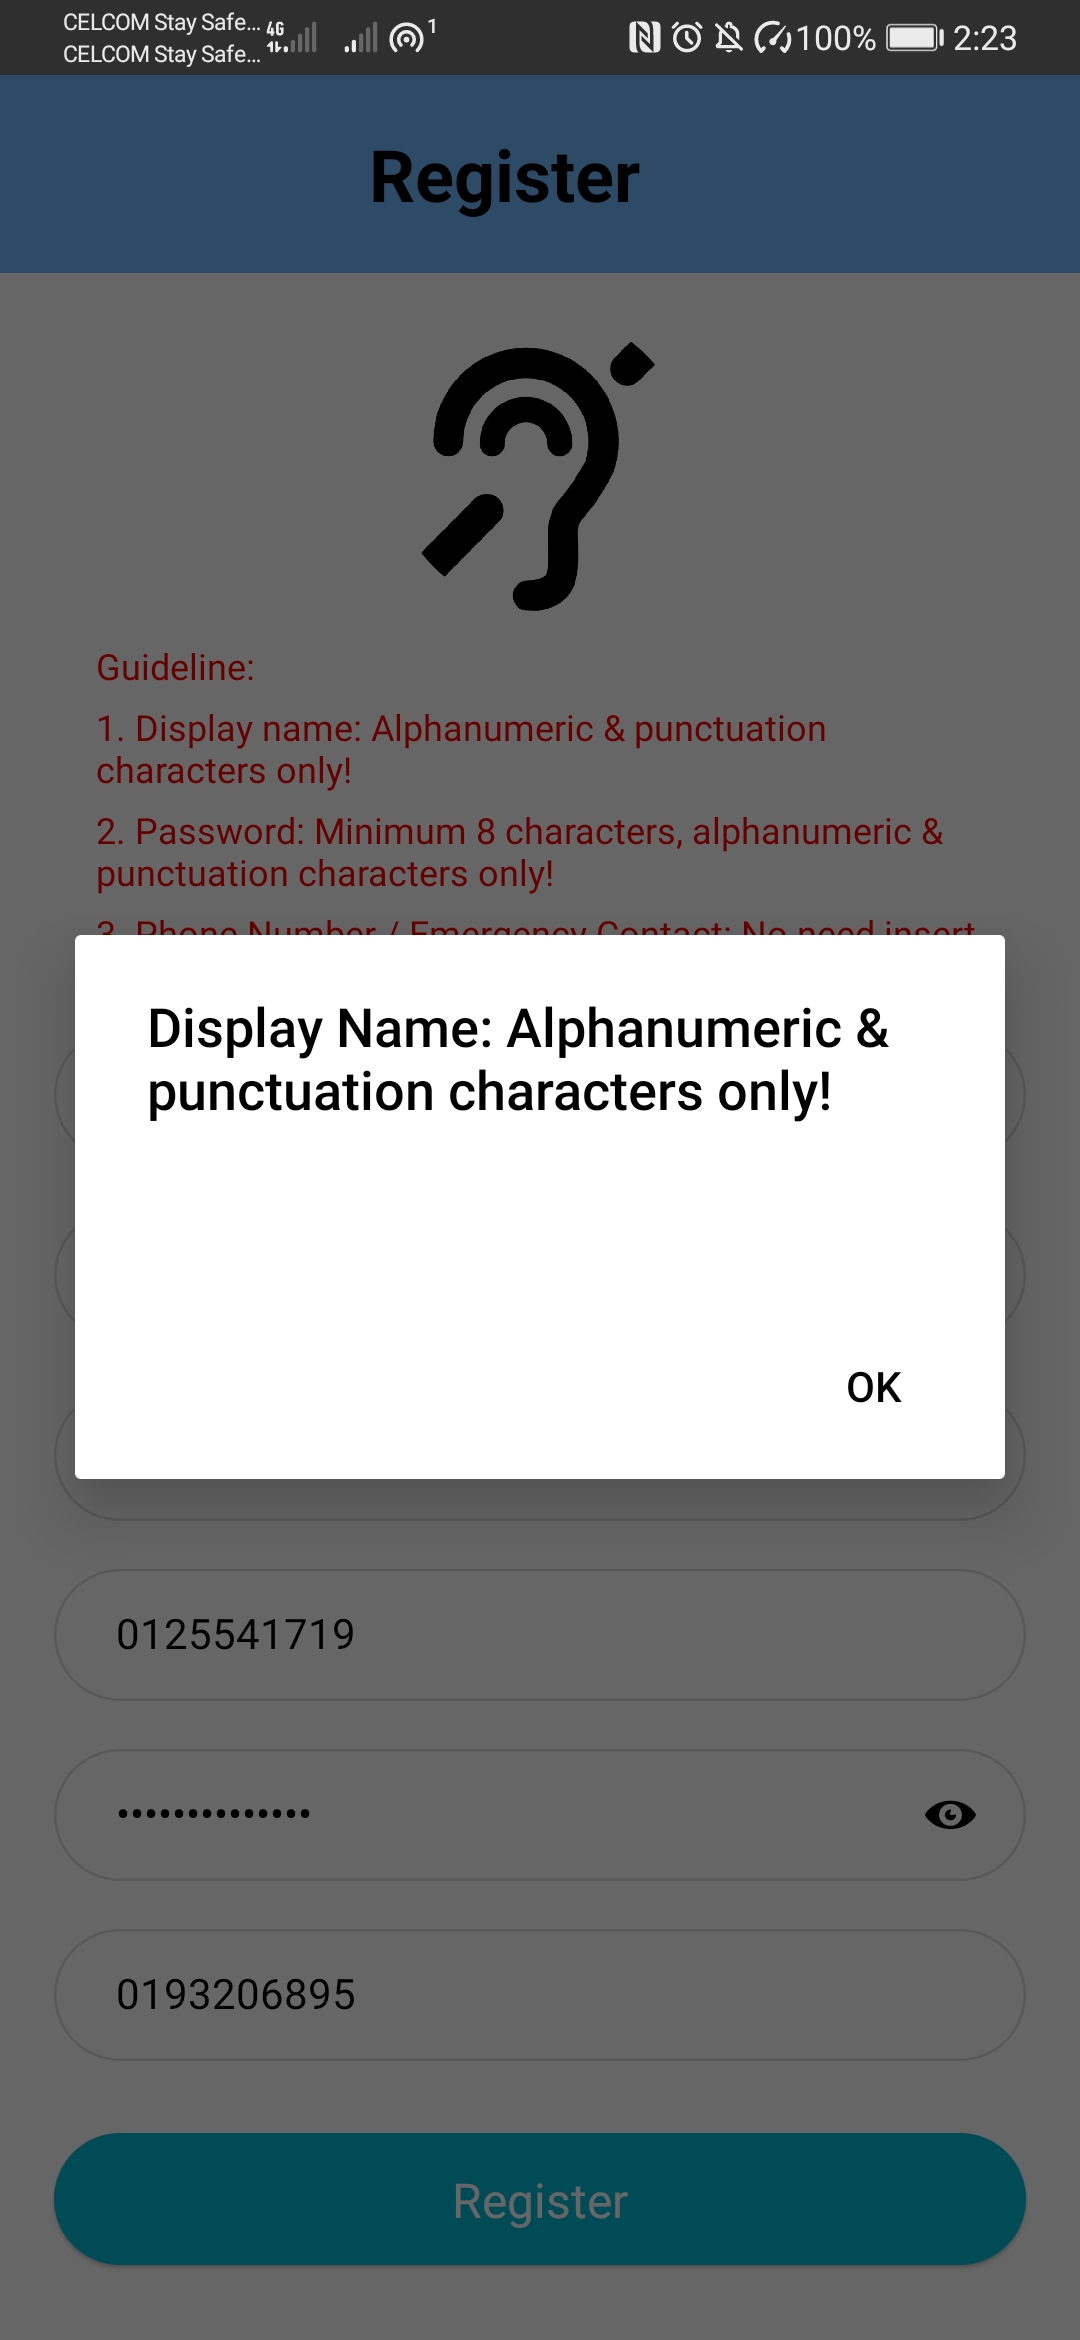 CELCOM Stay Safe...
CELCOM Stay Safe...
4G
1
100%
2:23
Register
Guideline:
1. Display name: Alphanumeric & punctuation
characters only!
2. Password: Minimum 8 characters, alphanumeric &
punctuation characters only!
3. Phone Number / Emergency Contact: No need insert
Display Name: Alphanumeric &
punctuation characters only!
OK
0125541719
••••••••••••••
0193206895
Register